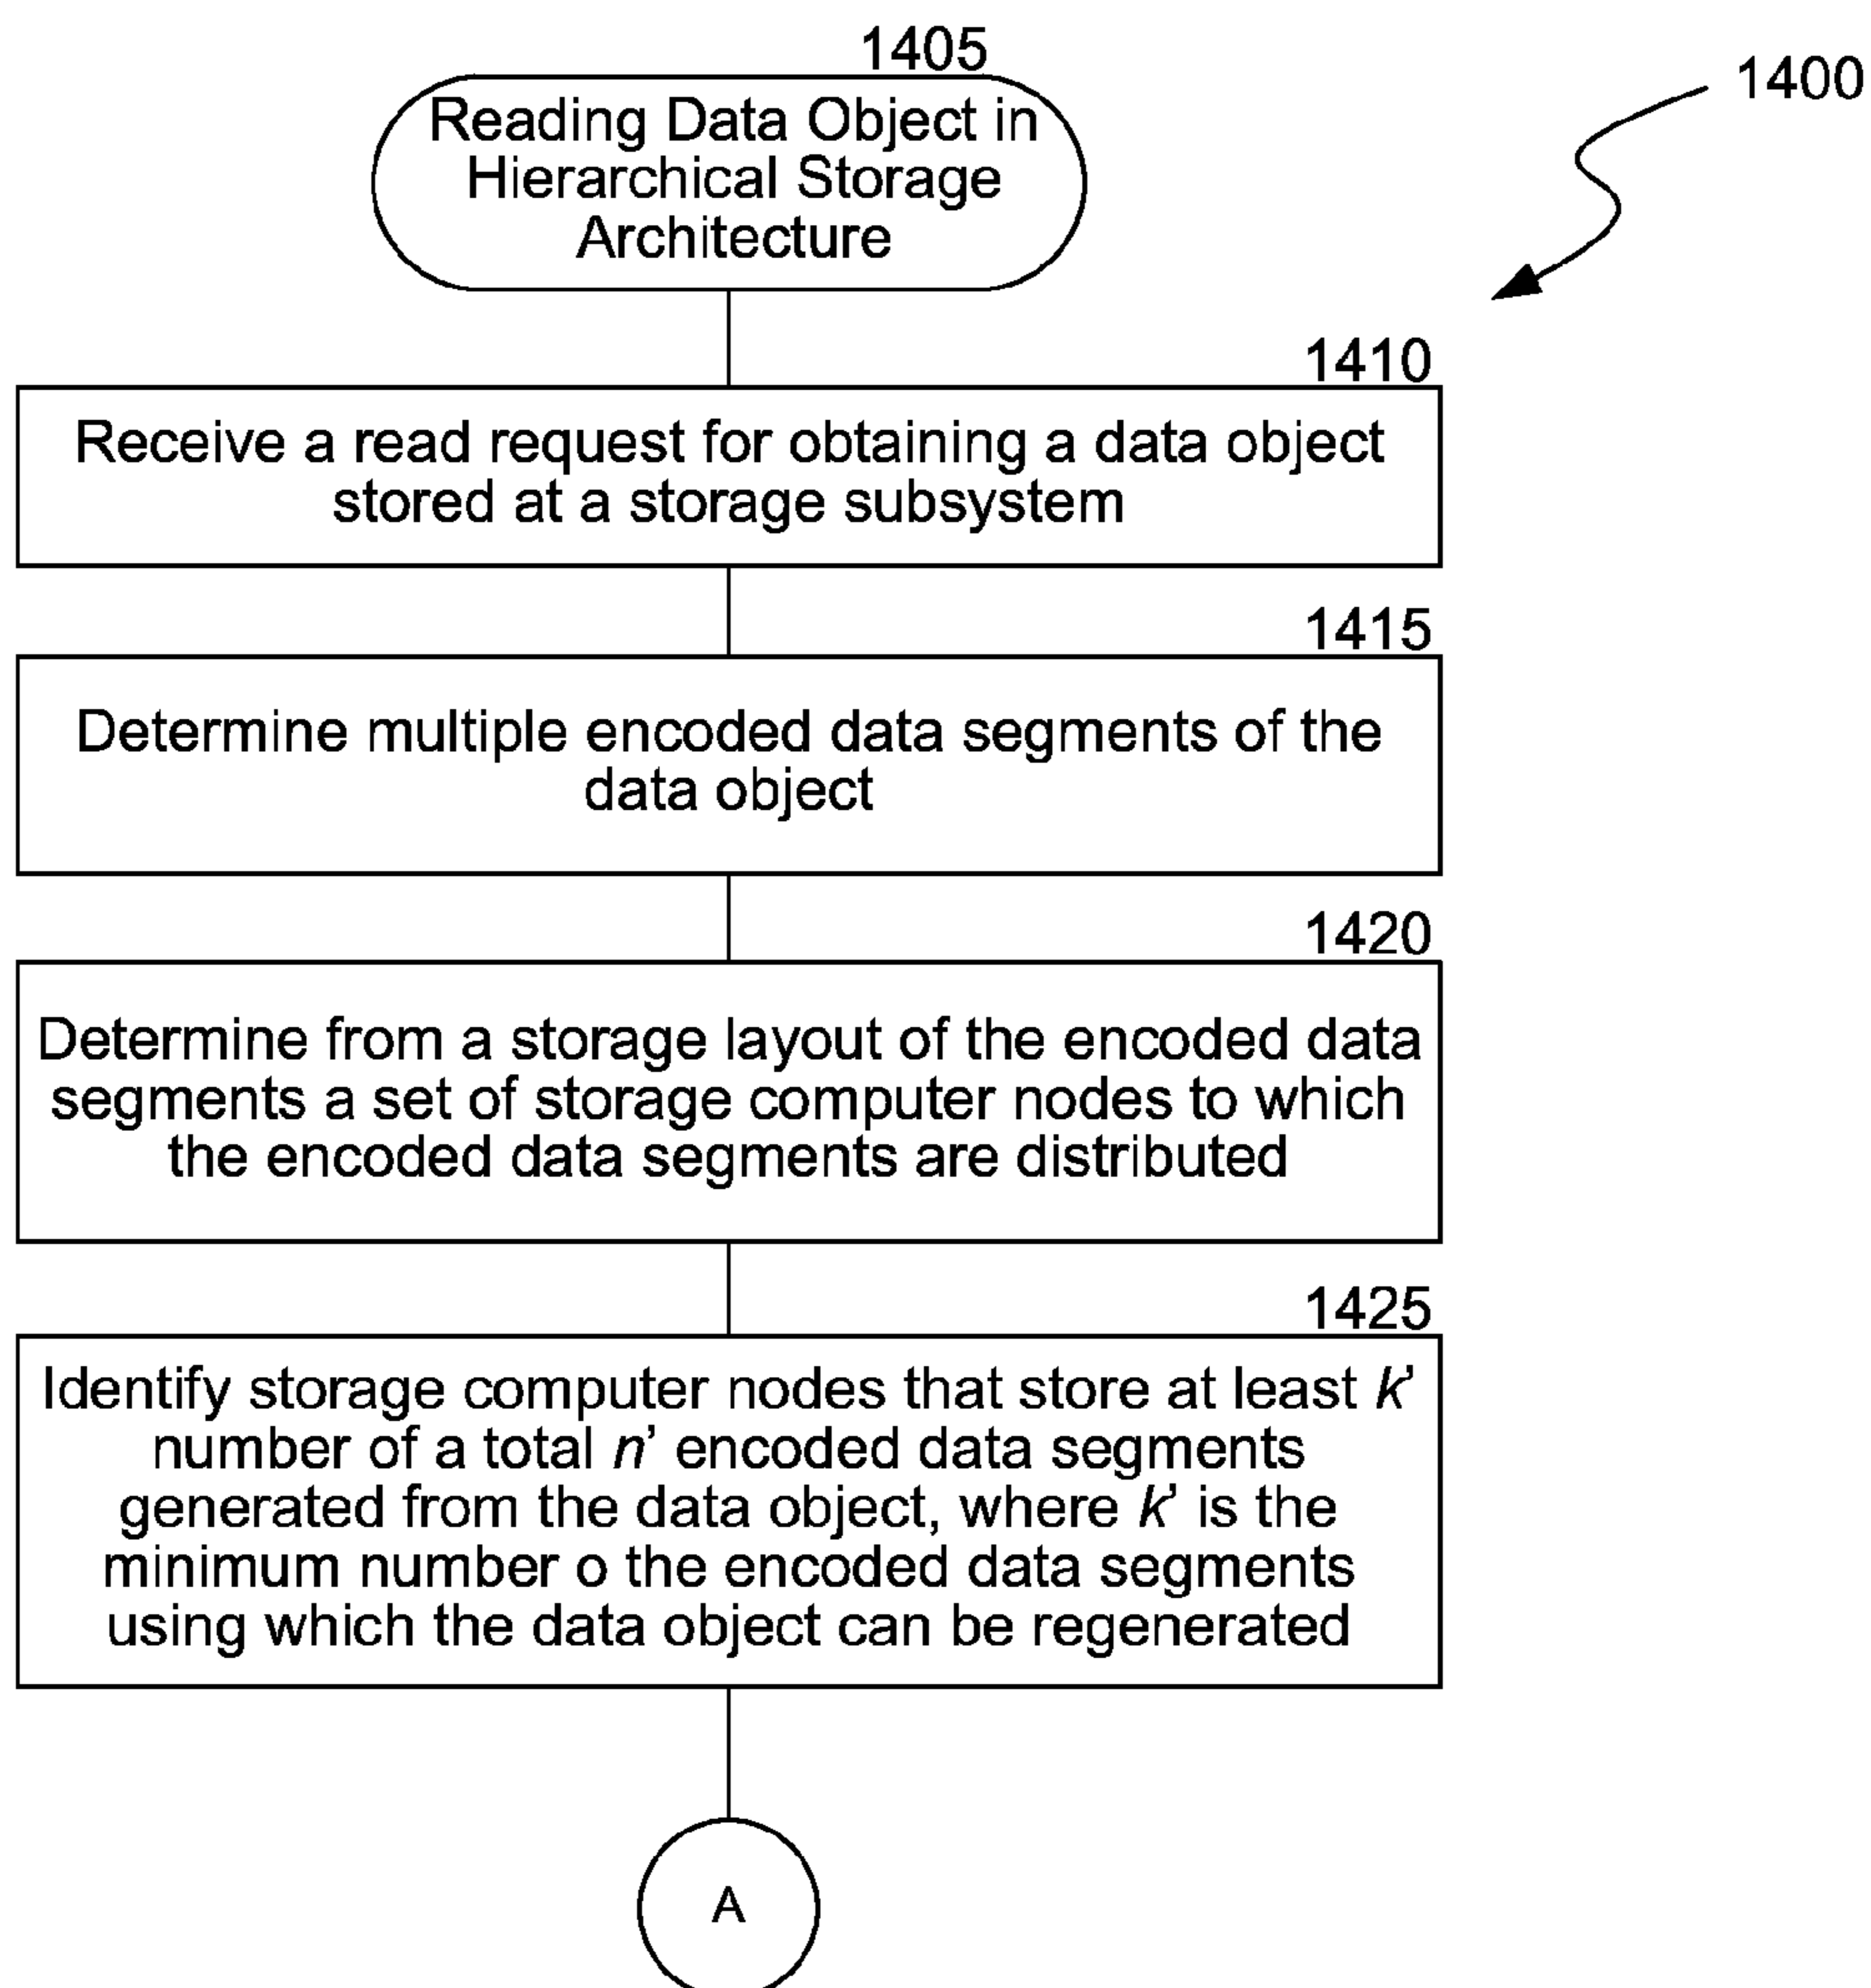 1405
1400
Reading Data Object in
Hierarchical Storage
Architecture
1410
Receive a read request for obtaining a data object
stored at a storage subsystem
1415
Determine multiple encoded data segments of the
data object
1420
Determine from a storage layout of the encoded data
segments a set of storage computer nodes to which
the encoded data segments are distributed
1425
Identify storage computer nodes that store at least k’
number of a total n’ encoded data segments
generated from the data object, where k’ is the
minimum number o the encoded data segments
using which the data object can be regenerated
A